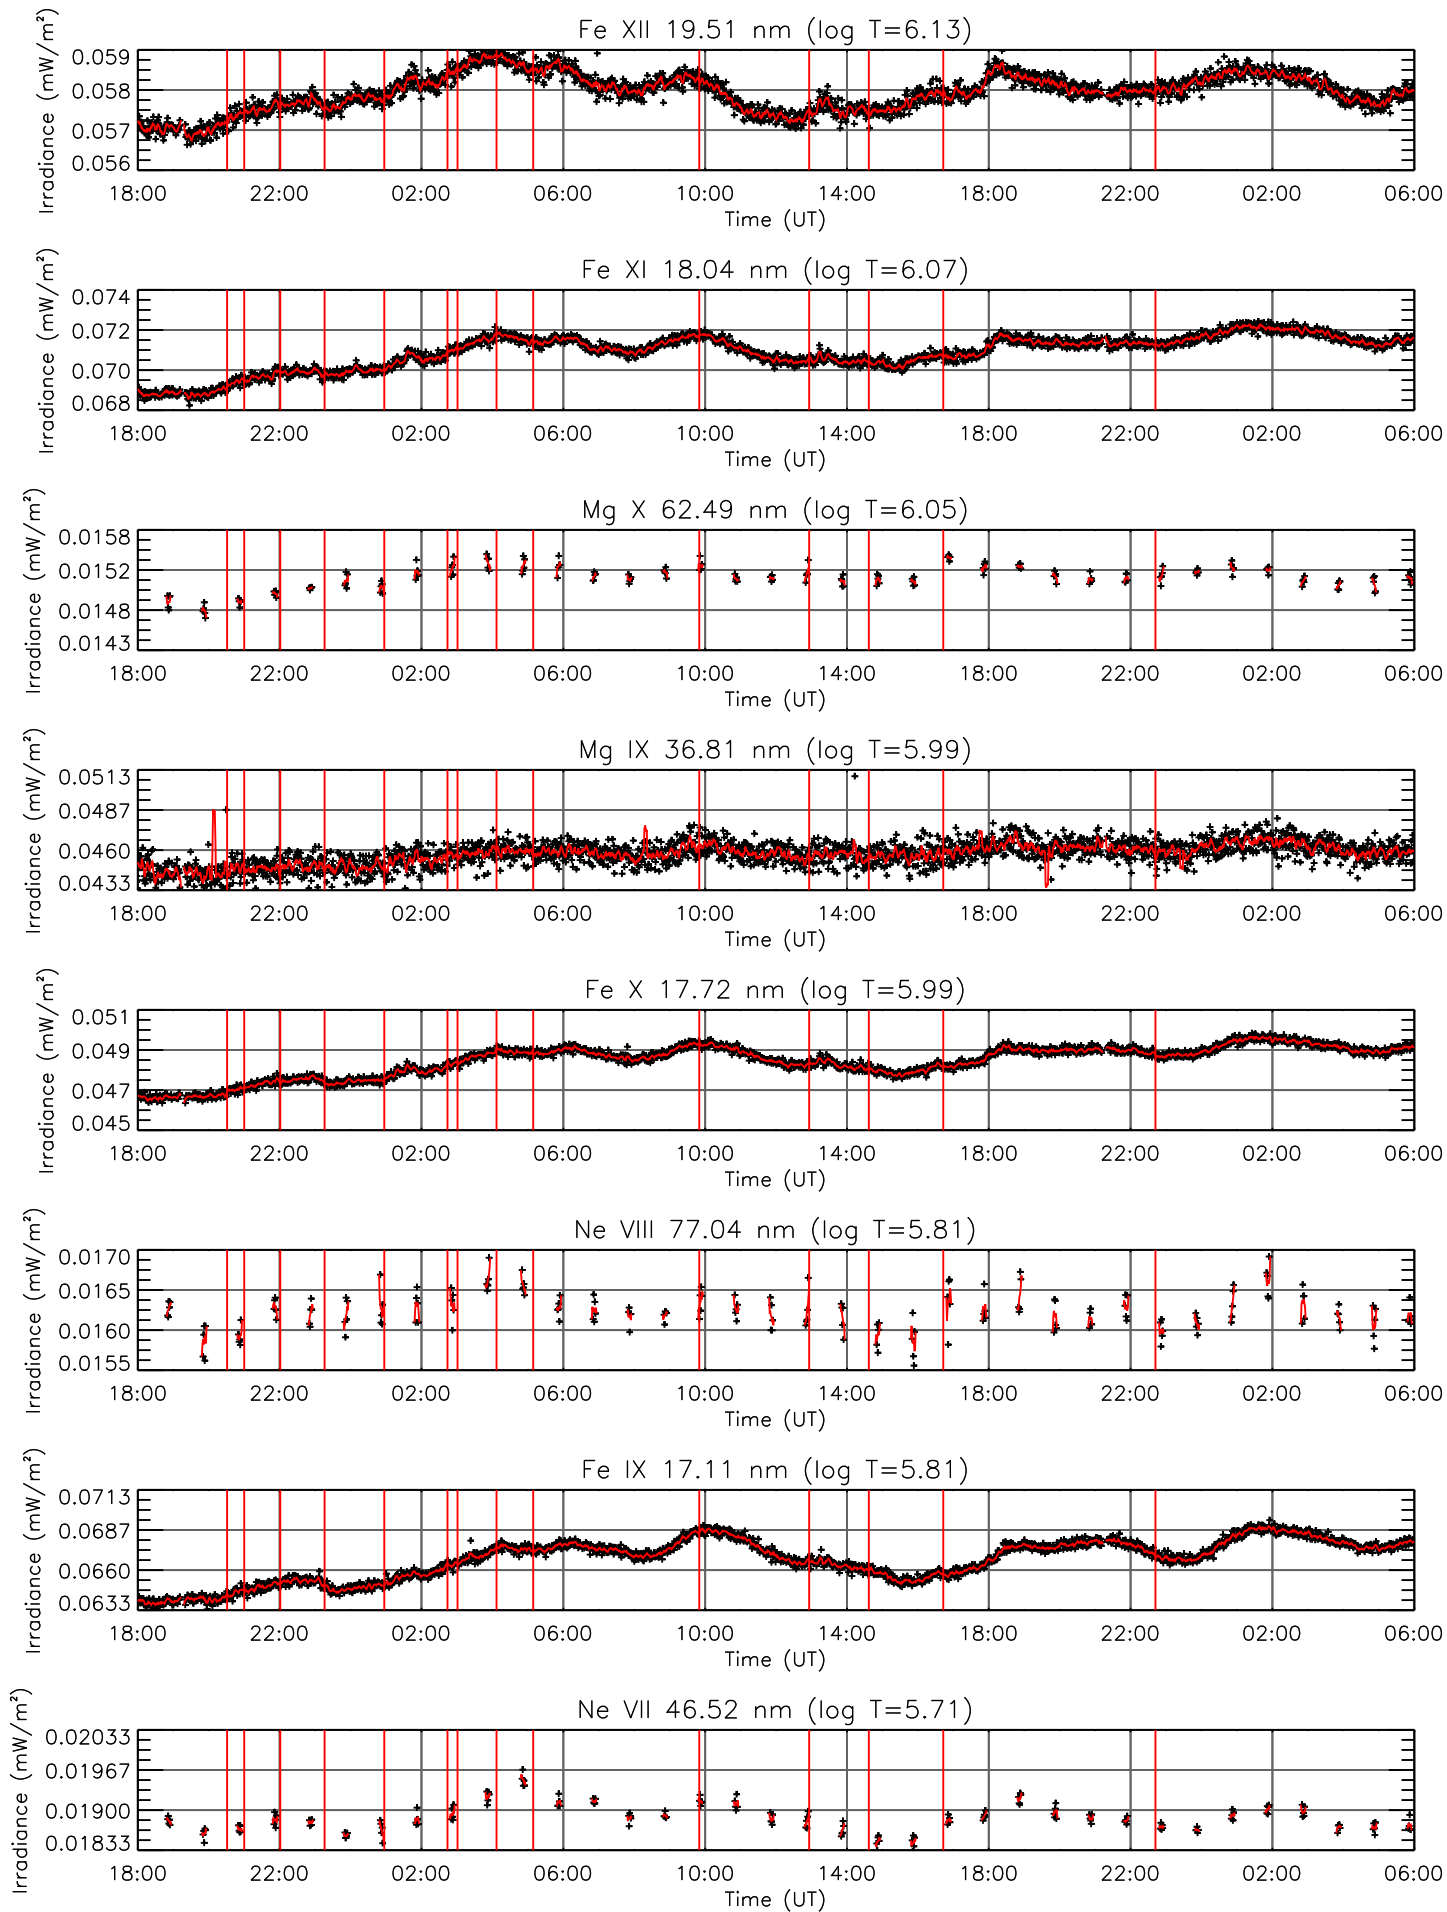 Fe XII 19.51 nm (log T=6.13)
Irradiance (mW/m²)
0.059
0.058
0.057
0.056
18:00 22:00 02:00 06:00 10:00 14:00 18:00 22:00 02:00 06:00
Time (UT)
Fe XI 18.04 nm (log T=6.07)
Irradiance (mW/m²)
0.074
0.072
0.070
0.068
18:00 22:00 02:00 06:00 10:00 14:00 18:00 22:00 02:00 06:00
Time (UT)
Mg X 62.49 nm (log T=6.05)
Irradiance (mW/m²)
0.0158
0.0152
0.0148
0.0143
18:00 22:00 02:00 06:00 10:00 14:00 18:00 22:00 02:00 06:00
Time (UT)
Mg IX 36.81 nm (log T=5.99)
Irradiance (mW/m²)
0.0513
0.0487
0.0460
0.0433
18:00 22:00 02:00 06:00 10:00 14:00 18:00 22:00 02:00 06:00
Time (UT)
Fe X 17.72 nm (log T=5.99)
Irradiance (mW/m²)
0.051
0.049
0.047
0.045
18:00 22:00 02:00 06:00 10:00 14:00 18:00 22:00 02:00 06:00
Time (UT)
Ne VIII 77.04 nm (log T=5.81)
Irradiance (mW/m²)
0.0170
0.0165
0.0160
0.0155
18:00 22:00 02:00 06:00 10:00 14:00 18:00 22:00 02:00 06:00
Time (UT)
Fe IX 17.11 nm (log T=5.81)
Irradiance (mW/m²)
0.0713
0.0687
0.0660
0.0633
18:00 22:00 02:00 06:00 10:00 14:00 18:00 22:00 02:00 06:00
Time (UT)
Ne VII 46.52 nm (log T=5.71)
Irradiance (mW/m²)
0.02033
0.01967
0.01900
0.01833
18:00 22:00 02:00 06:00 10:00 14:00 18:00 22:00 02:00 06:00
Time (UT)